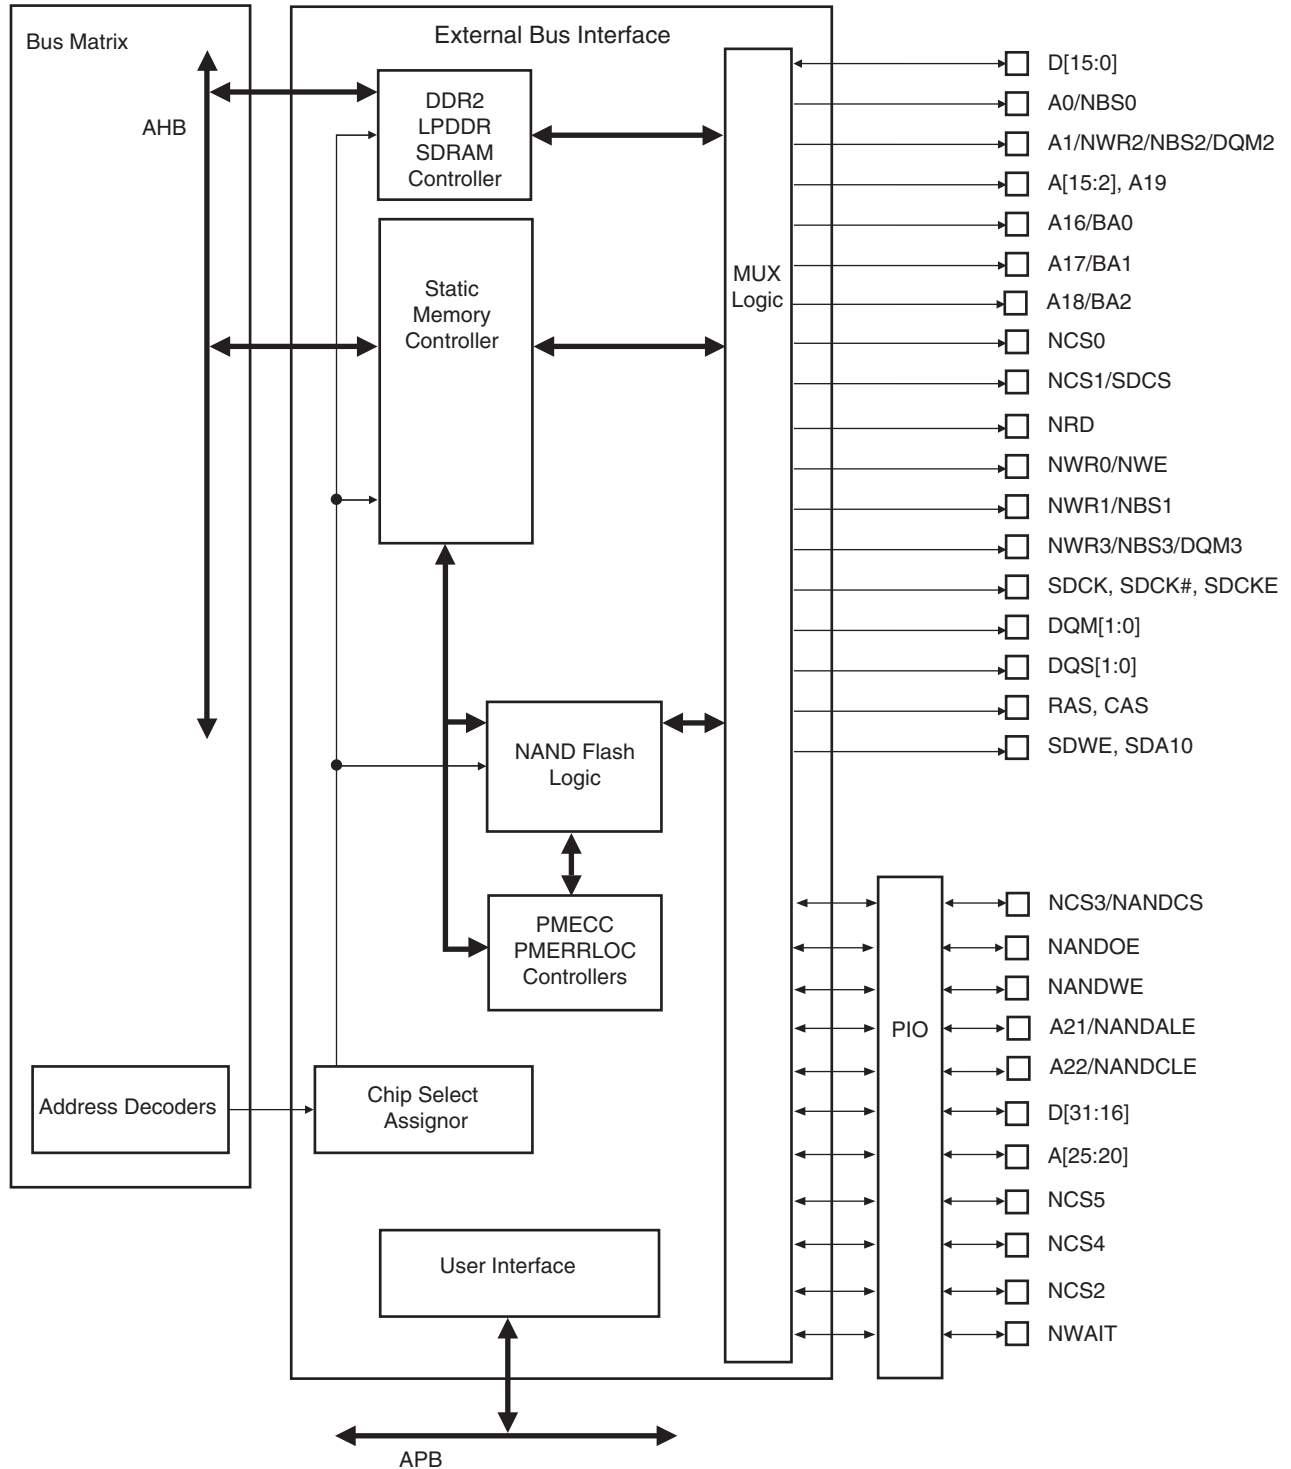 Bus Matrix
AHB
Address Decoders
External Bus Interface
DDR2
LPDDR
SDRAM
Controller
Static
Memory
Controller
NAND Flash
Logic
PMECC
PMERRLOC
Controllers
Chip Select
Assignor
User Interface
APB
MUX
Logic
PIO
D[15:0]
A0/NBS0
A1/NWR2/NBS2/DQM2
A[15:2], A19
A16/BA0
A17/BA1
A18/BA2
NCS0
NCS1/SDCS
NRD
NWR0/NWE
NWR1/NBS1
NWR3/NBS3/DQM3
SDCK, SDCK#, SDCKE
DQM[1:0]
DQS[1:0]
RAS, CAS
SDWE, SDA10
NCS3/NANDCS
NANDOE
NANDWE
A21/NANDALE
A22/NANDCLE
D[31:16]
A[25:20]
NCS5
NCS4
NCS2
NWAIT